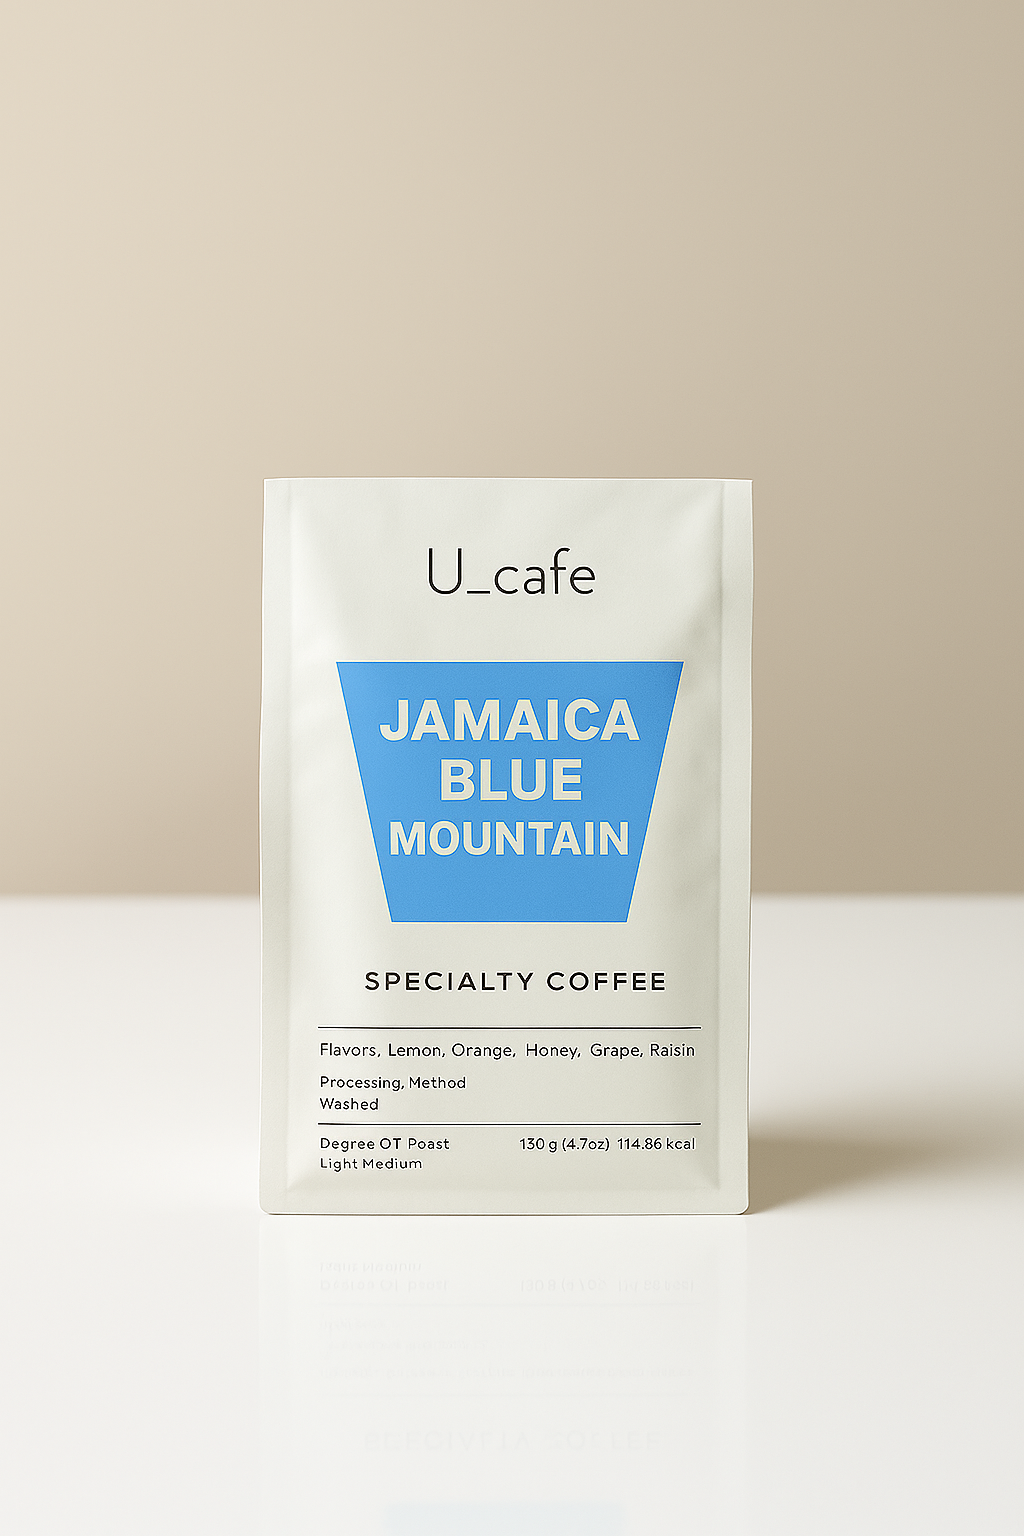 U_cafe
JAMAICA
BLUE
MOUNTAIN
SPECIALTY COFFEE
Flavors, Lemon, Orange, Honey, Grape, Raisin
Processing, Method
Washed
Degree OT Poast 130 g (4.7oz) 114.86 kcal
Light Medium